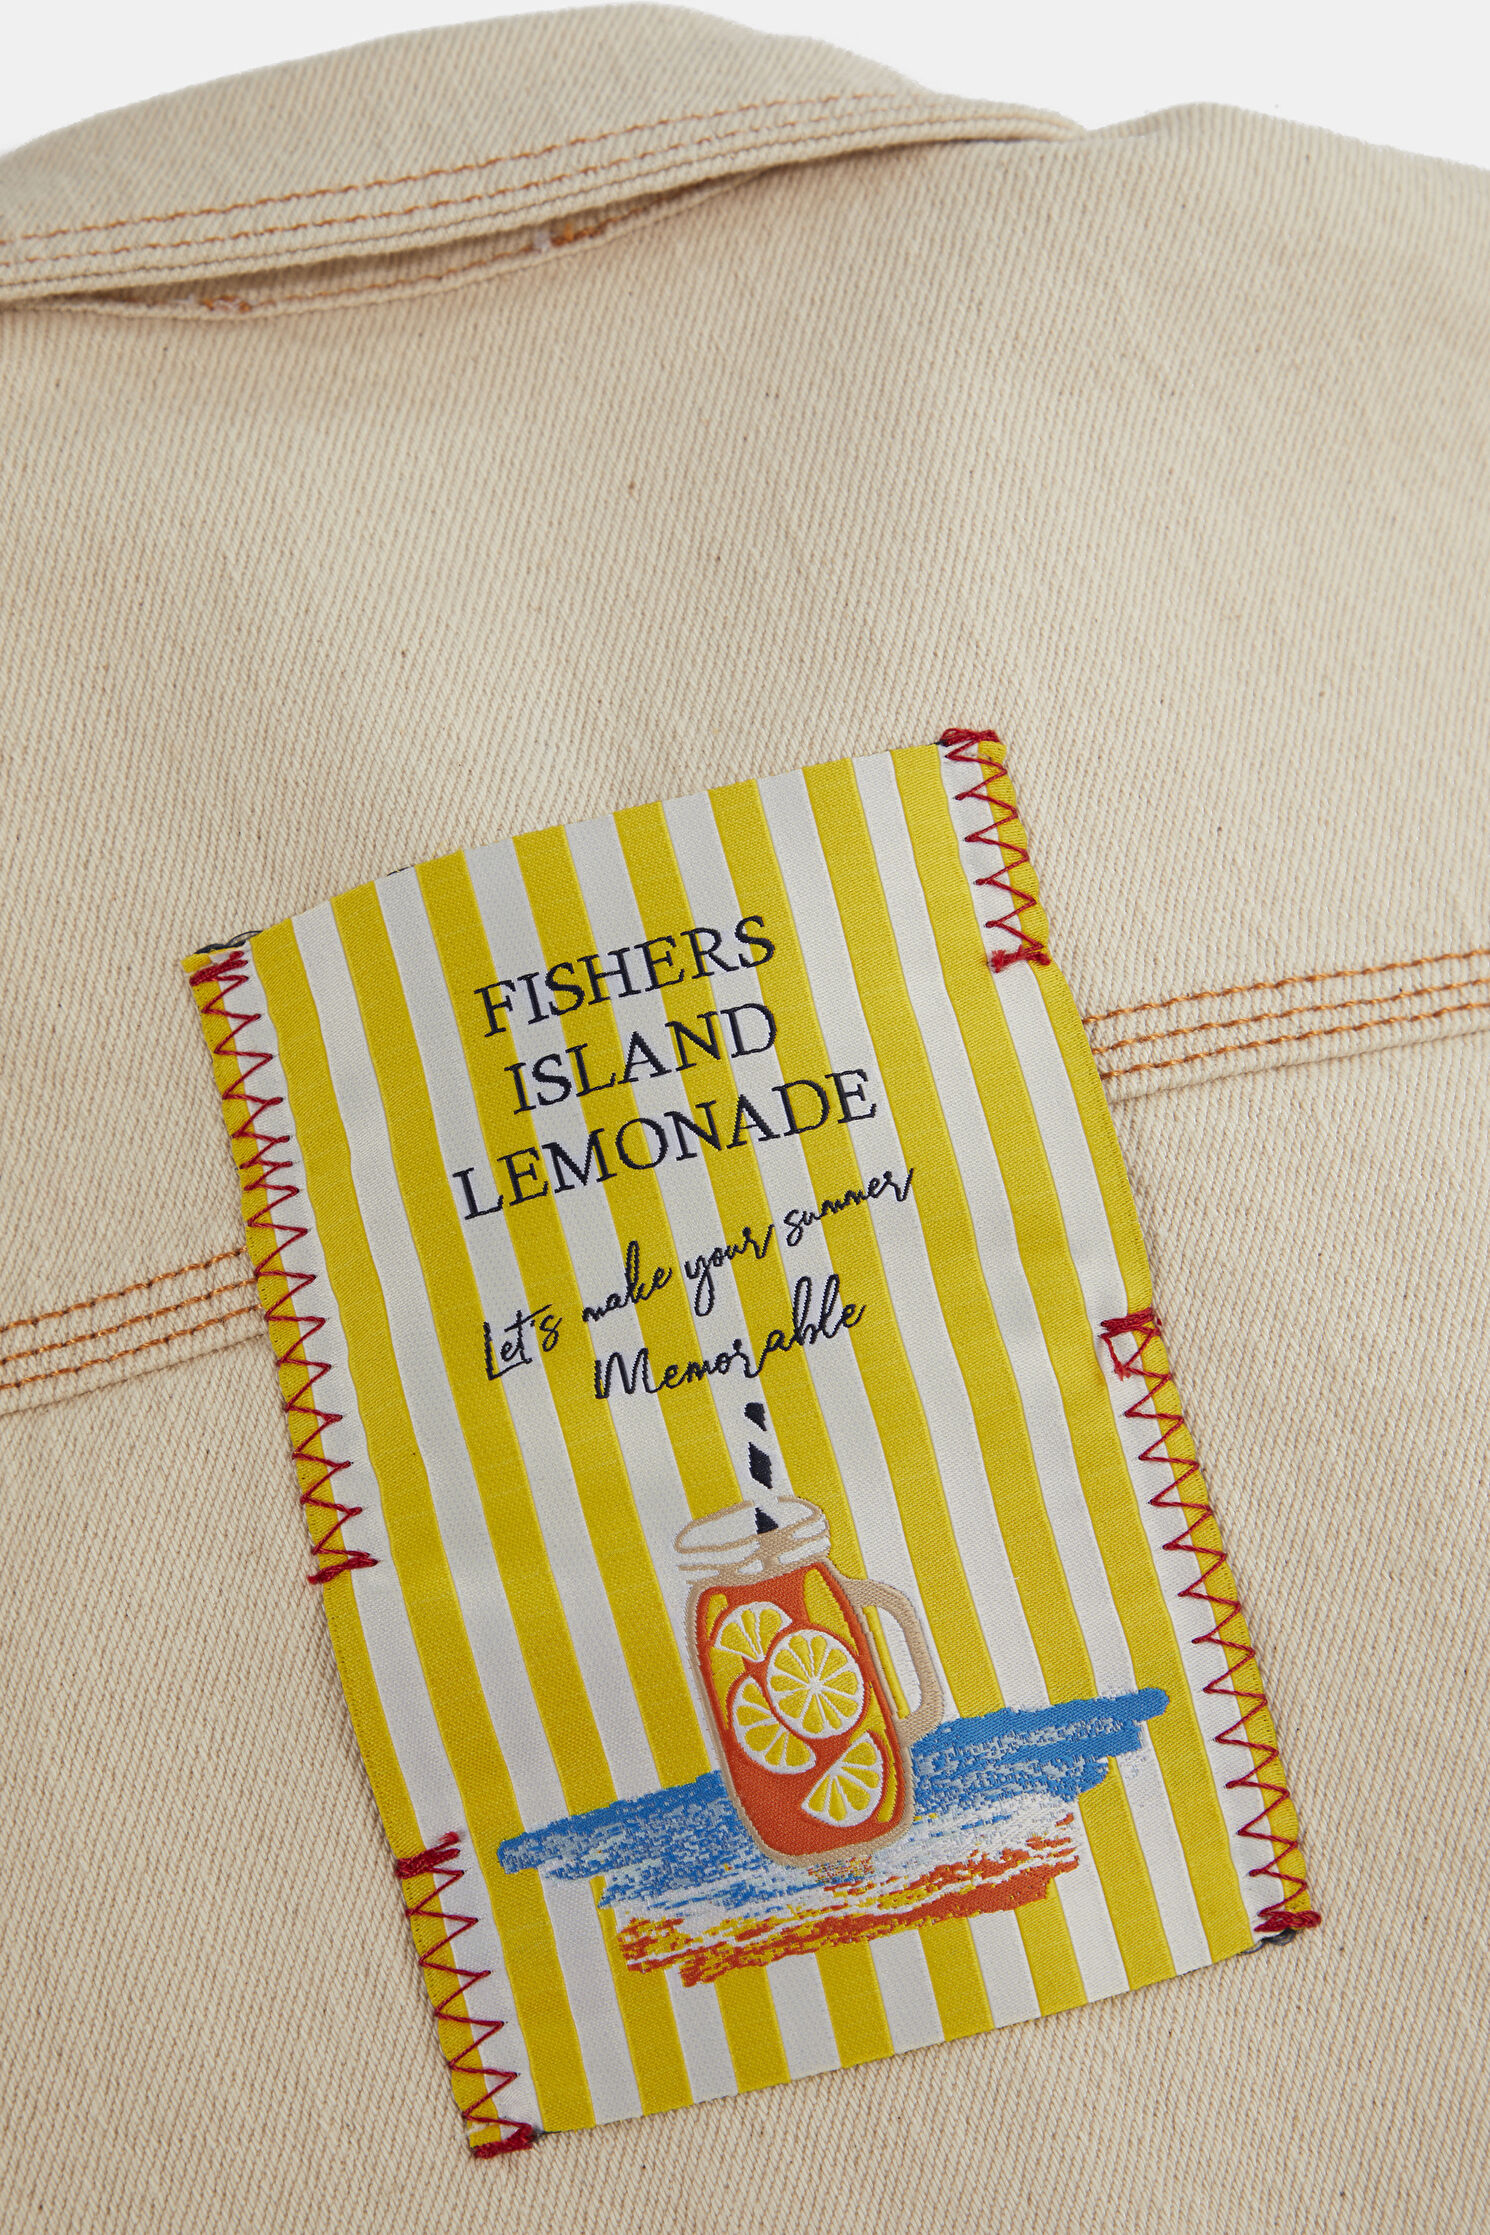 FISHERS
ISLAND
LEMONADE
Let's make your summer
Memorable